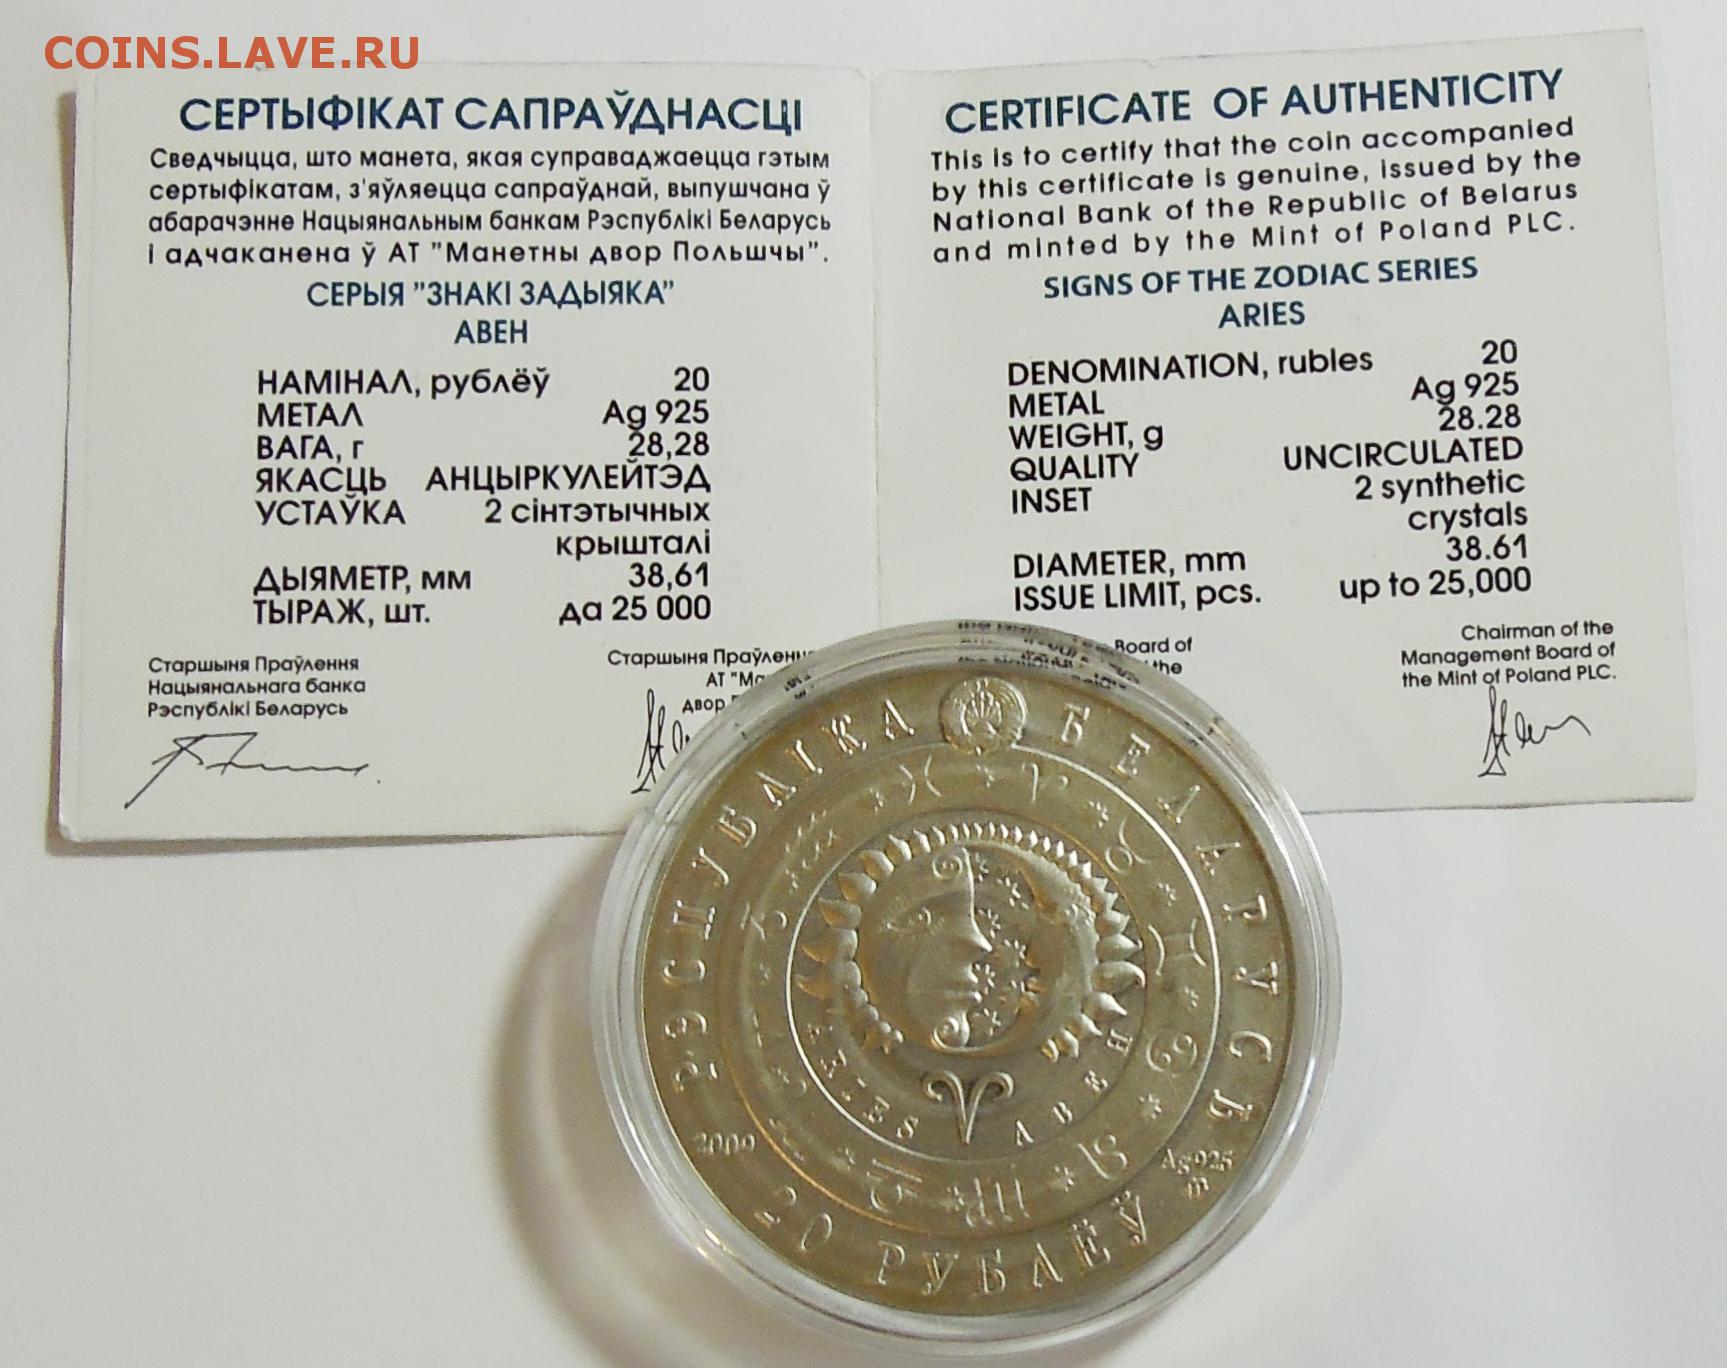 COINS.LAVE.RU
СЕРТЫФІКАТ САПРАЎДНАСЦІ
Сведчыцца, што манета, якая суправаджаецца гэтым
сертыфікатам, з'яўляецца сапраўднай, выпушчана ў
абарачэнне Нацыянальным банкам Рэспублікі Беларусь
і адчаканена ў АТ "Манетны двор Польшчы".
СЕРЫЯ "ЗНАКІ ЗАДЫЯКА"
АВЕН
НАМІНАЛ, рублёў 20
МЕТАЛ Ag 925
ВАГА, г 28,28
ЯКАСЦЬ АНЦЫРКУЛЕЙТЭД
УСТАЎКА 2 сінтэтычных
крышталі
ДЫЯМЕТР, мм 38,61
ТЫРАЖ, шт. да 25 000
Старшыня Праўлення
Нацыянальнага банка
Рэспублікі Беларусь
Старшыня
АТ
двор
CERTIFICATE OF AUTHENTICITY
This is to certify that the coin accompanied
by this certificate is genuine, issued by the
National Bank of the Republic of Belarus
and minted by the Mint of Poland PLC.
SIGNS OF THE ZODIAC SERIES
ARIES
DENOMINATION, rubles 20
METAL Ag 925
WEIGHT, g 28.28
QUALITY UNCIRCULATED
INSET 2 synthetic
crystals
DIAMETER, mm 38.61
ISSUE LIMIT, pcs. up to 25,000
Board of
the
Chairman of the
Management Board of
the Mint of Poland PLC.
РЭСПУБЛІКА БЕЛАРУСЬ
ARIES АВЕН
2009
Ag 925
20 РУБЛЁЎ